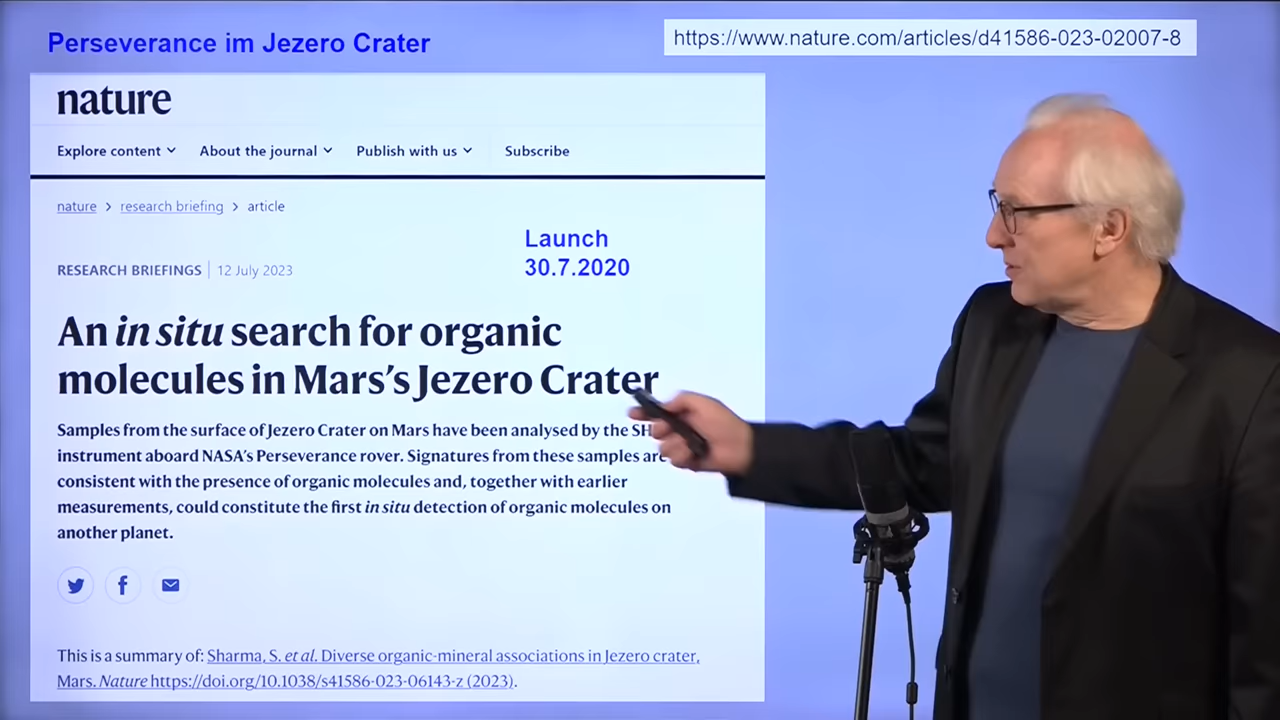 Perseverance im Jezero Crater
https://www.nature.com/articles/d41586-023-02007-8
nature
Explore content About the journal Publish with us Subscribe
nature > research briefing > article
Launch
30.7.2020
RESEARCH BRIEFINGS | 12 July 2023
An in situ search for organic
molecules in Mars's Jezero Crater
Samples from the surface of Jezero Crater on Mars have been analysed by the
instrument aboard NASA's Perseverance rover. Signatures from these samples are
consistent with the presence of organic molecules and, together with earlier
measurements, could constitute the first in situ detection of organic molecules on
another planet.
This is a summary of: Sharma, S. et al. Diverse organic-mineral associations in Jezero crater,
Mars. Nature https://doi.org/10.1038/s41586-023-06143-z (2023).